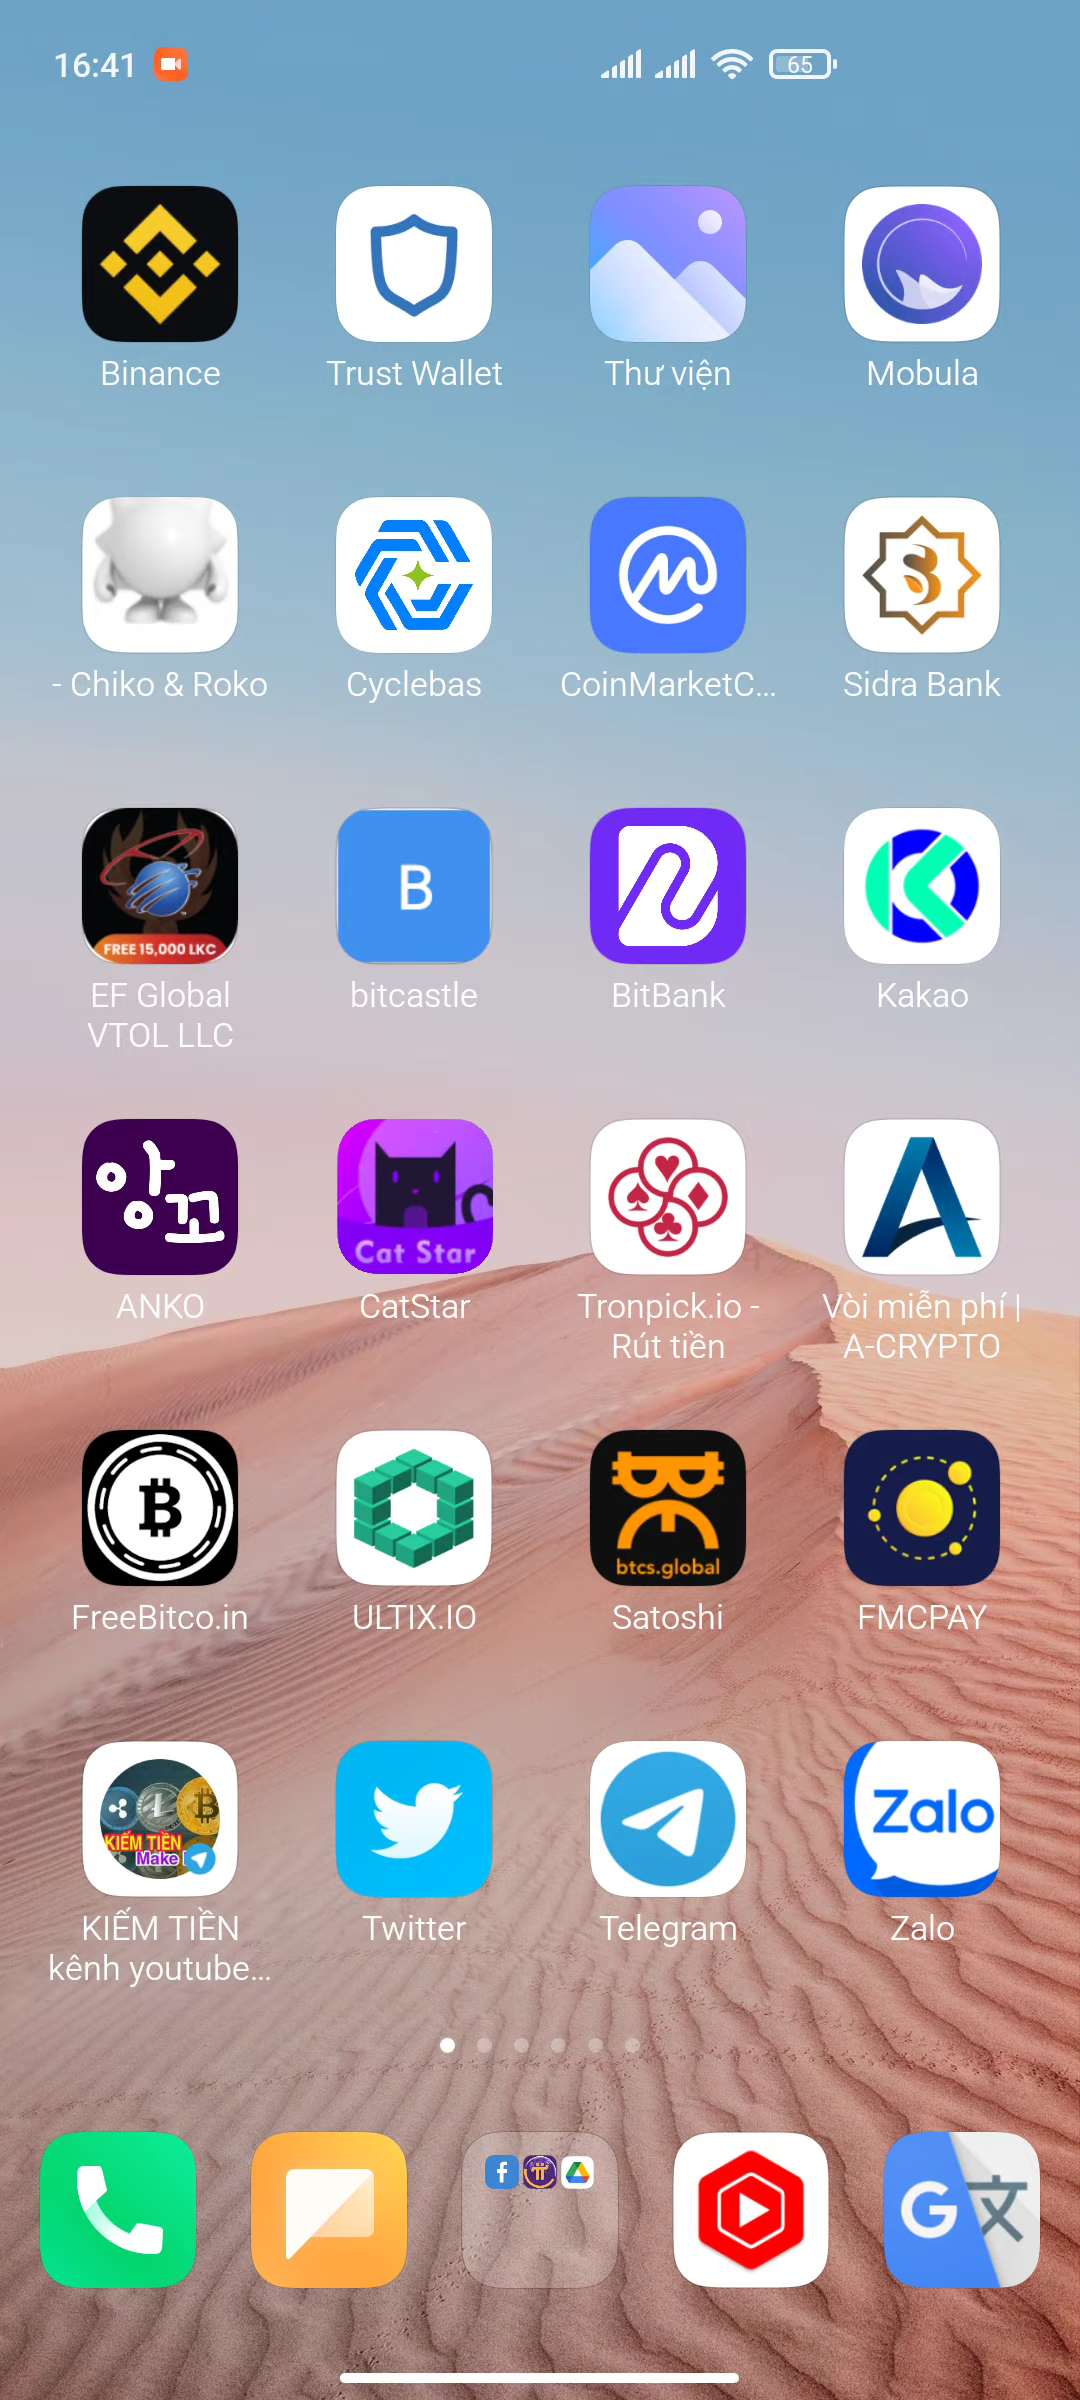 16:41
65
Binance
Trust Wallet
Thư viện
Mobula
- Chiko & Roko
Cyclebas
CoinMarketC...
Sidra Bank
FREE 15,000 LKC
B
EF Global
VTOL LLC
bitcastle
BitBank
Kakao
앙꼬
Cat Star
ANKO
CatStar
Tronpick.io -
Rút tiền
Vòi miễn phí |
A-CRYPTO
btcs.global
FreeBitco.in
ULTIX.IO
Satoshi
FMCPAY
KIẾM TIỀN
Make
Zalo
KIẾM TIỀN
kênh youtube...
Twitter
Telegram
Zalo
G 文